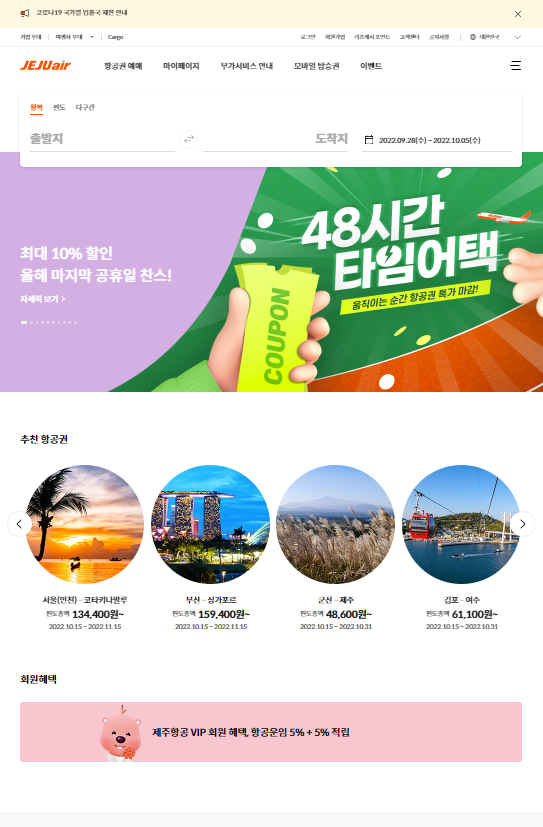 코로나19 국가별 입출국 제한 안내
기업 우대 여행사 우대 Cargo
로그인 회원가입 리프레시 포인트 고객센터 공지사항 대한민국
JEJUair 항공권 예매 마이페이지 부가서비스 안내 모바일 탑승권 이벤트
왕복 편도 다구간
출발지 도착지 2022.09.28(수) ~ 2022.10.05(수)
48시간
타임어택
움직이는 순간 항공권 특가 마감!
COUPON
최대 10% 할인
올해 마지막 공휴일 찬스!
자세히 보기
추천 항공권
서울(인천) - 코타키나발루
편도총액 134,400원~
2022.10.15 ~ 2022.11.15
부산 - 싱가포르
편도총액 159,400원~
2022.10.15 ~ 2022.11.15
군산 - 제주
편도총액 48,600원~
2022.10.15 ~ 2022.10.31
김포 - 여수
편도총액 61,100원~
2022.10.15 ~ 2022.10.31
회원혜택
제주항공 VIP 회원 혜택, 항공운임 5% + 5% 적립